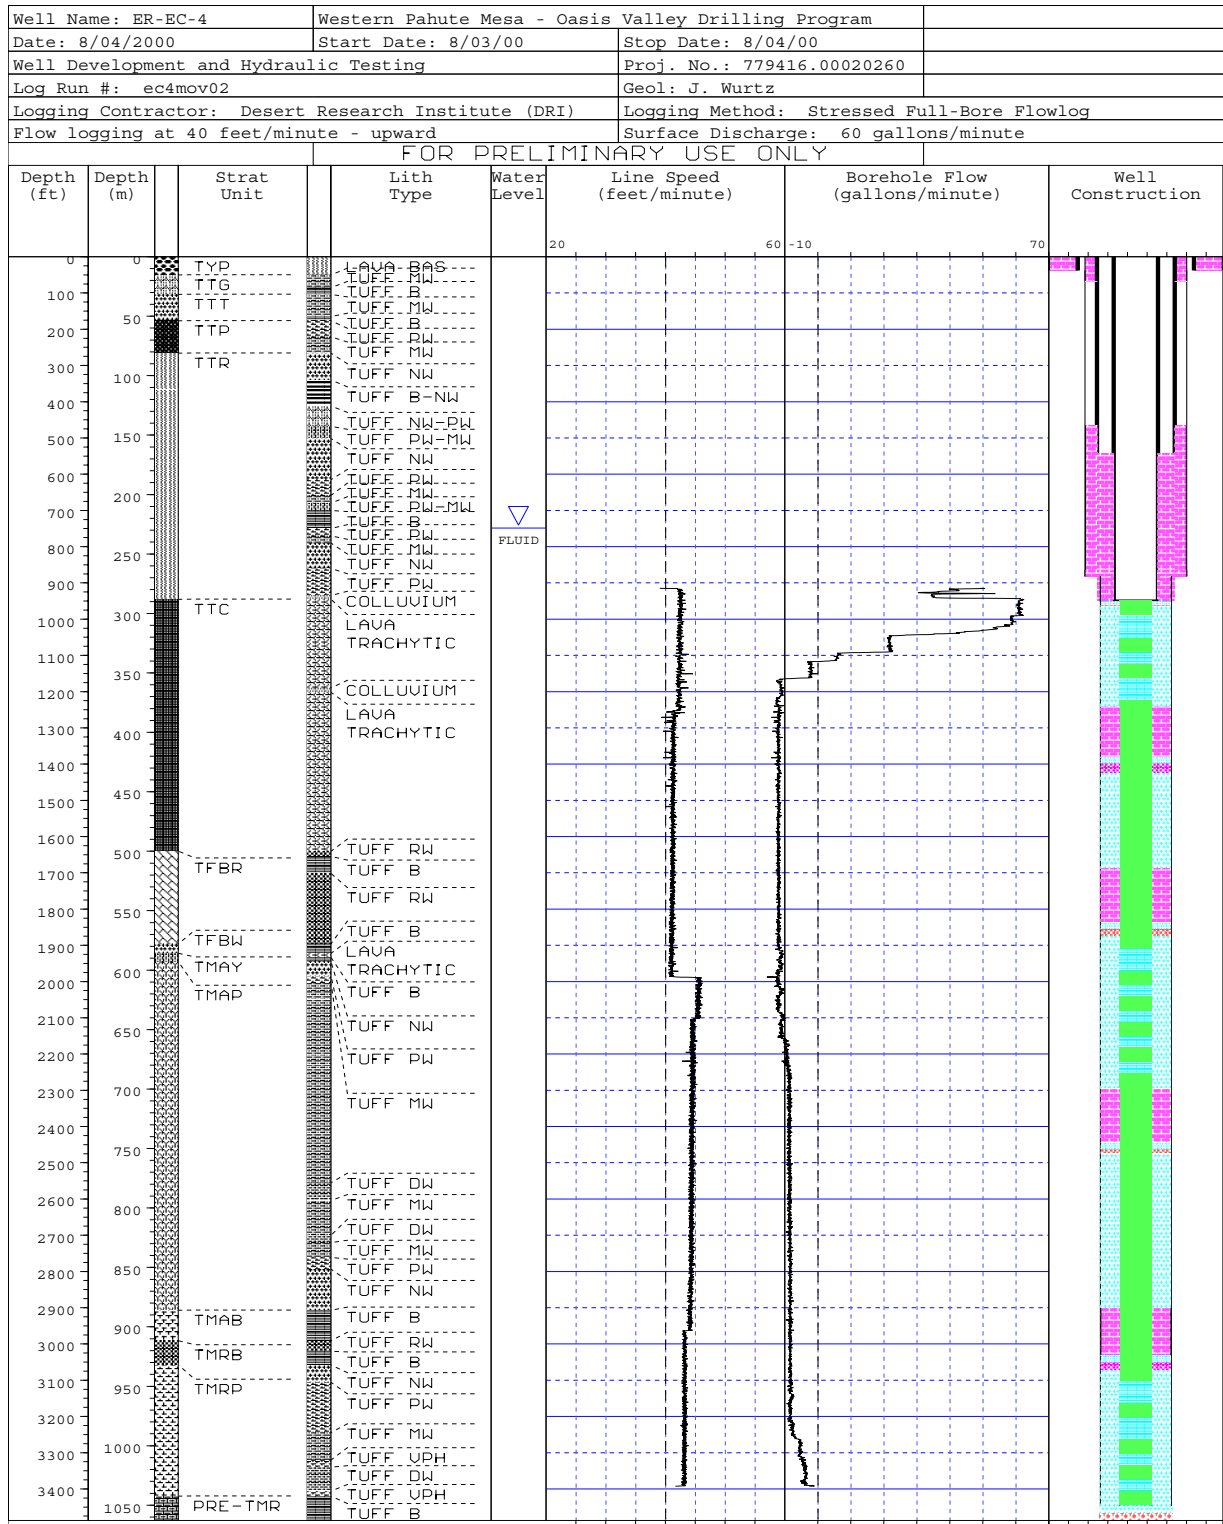 Well Name: ER-EC-4 Western Pahute Mesa - Oasis Valley Drilling Program
Date: 8/04/2000 Start Date: 8/03/00 Stop Date: 8/04/00
Well Development and Hydraulic Testing Proj. No.: 779416.00020260
Log Run #: ec4mov02 Geol: J. Wurtz
Logging Contractor: Desert Research Institute (DRI) Logging Method: Stressed Full-Bore Flowlog
Flow logging at 40 feet/minute - upward Surface Discharge: 60 gallons/minute
FOR PRELIMINARY USE ONLY
Depth (ft)
Depth (m)
Strat Unit
Lith Type
Water Level
Line Speed (feet/minute)
20 60
Borehole Flow (gallons/minute)
-10 70
Well Construction
0
100
200
300
400
500
600
700
800
900
1000
1100
1200
1300
1400
1500
1600
1700
1800
1900
2000
2100
2200
2300
2400
2500
2600
2700
2800
2900
3000
3100
3200
3300
3400
0
50
100
150
200
250
300
350
400
450
500
550
600
650
700
750
800
850
900
950
1000
1050
TYP
TTG
TTT
TTP
TTR
TTC
TFBR
TFBW
TMAY
TMAP
TMAB
TMRB
TMRP
PRE-TMR
LAVA BAS
TUFF MW
TUFF B
TUFF MW
TUFF B
TUFF PW
TUFF MW
TUFF NW
TUFF B-NW
TUFF NW-PW
TUFF PW-MW
TUFF NW
TUFF PW
TUFF MW
TUFF PW-MW
TUFF B
TUFF PW
TUFF MW
TUFF NW
TUFF PW
COLLUVIUM
LAVA
TRACHYTIC
COLLUVIUM
LAVA
TRACHYTIC
TUFF RW
TUFF B
TUFF RW
TUFF B
LAVA
TRACHYTIC
TUFF B
TUFF NW
TUFF PW
TUFF MW
TUFF DW
TUFF MW
TUFF DW
TUFF MW
TUFF PW
TUFF NW
TUFF B
TUFF RW
TUFF B
TUFF NW
TUFF PW
TUFF MW
TUFF VPH
TUFF DW
TUFF VPH
TUFF B
FLUID